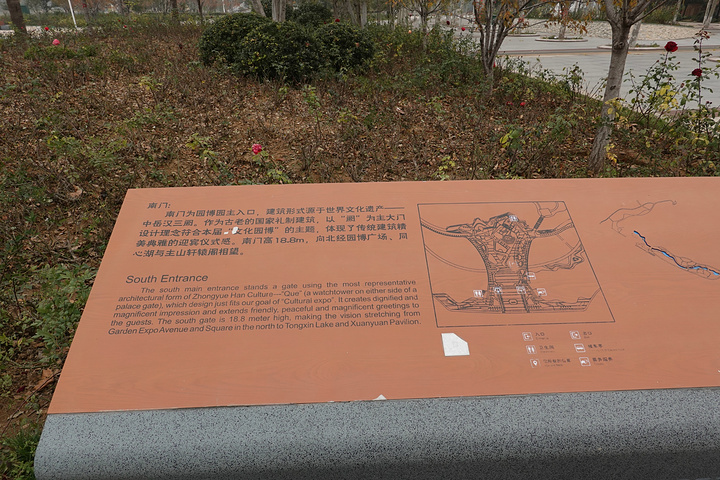 南门：
南门为园博园主入口，建筑形式源于世界文化遗产——
中岳汉三阙。作为古老的国家礼制建筑，以“阙”为主大门
设计理念符合本届“文化园博”的主题，体现了传统建筑精
美典雅的迎宾仪式感。南门高18.8m，向北经园博广场、同
心湖与主山轩辕阁相望。
South Entrance
The south main entrance stands a gate using the most representative
architectural form of Zhongyue Han Culture—"Que" (a watchtower on either side of a
palace gate), which design just fits our goal of "Cultural expo". It creates dignified and
magnificent impression and extends friendly, peaceful and magnificent greetings to
the guests. The south gate is 18.8 meter high, making the vision stretching from
Garden Expo Avenue and Square in the north to Tongxin Lake and Xuanyuan Pavilion.
入口
卫生间